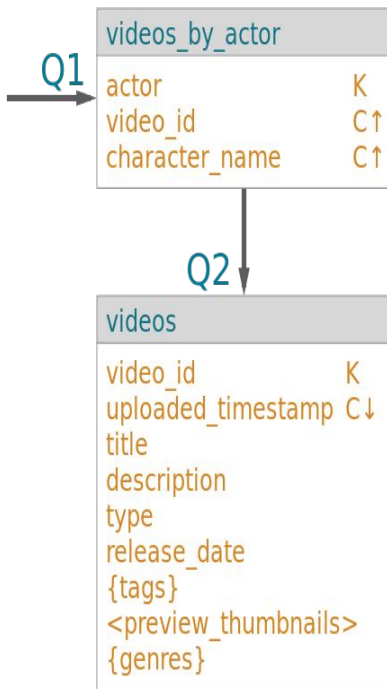 videos_by_actor
Q1
actor K
video_id C↑
character_name C↑
Q2
videos
video_id K
uploaded_timestamp C↓
title
description
type
release_date
{tags}
<preview_thumbnails>
{genres}